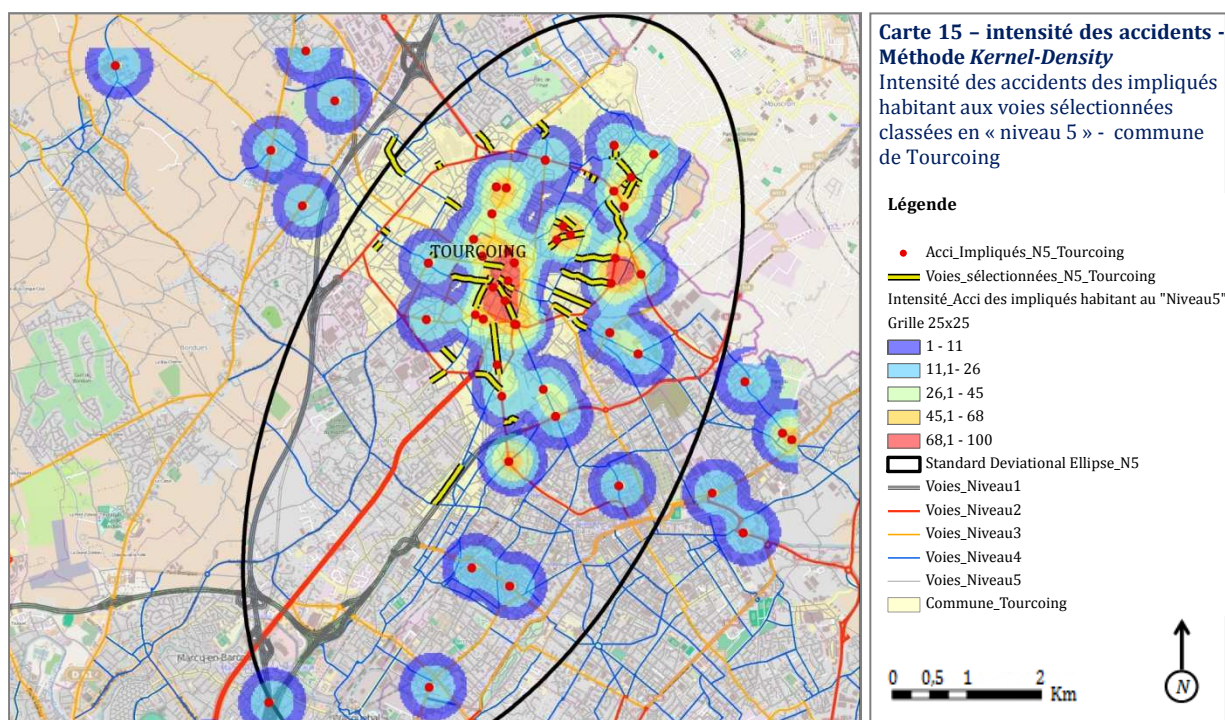 Carte 15 – intensité des accidents -
Méthode Kernel-Density
Intensité des accidents des impliqués
habitant aux voies sélectionnées
classées en « niveau 5 » - commune
de Tourcoing
Légende
Acci_Impliqués_N5_Tourcoing
Voies_sélectionnées_N5_Tourcoing
Intensité_Acci des impliqués habitant au "Niveau5"
Grille 25x25
1 - 11
11,1- 26
26,1 - 45
45,1 - 68
68,1 - 100
Standard Deviational Ellipse_N5
Voies_Niveau1
Voies_Niveau2
Voies_Niveau3
Voies_Niveau4
Voies_Niveau5
Commune_Tourcoing
0 0,5 1 2
Km
N
TOURCOING
Mouscron
Bondues